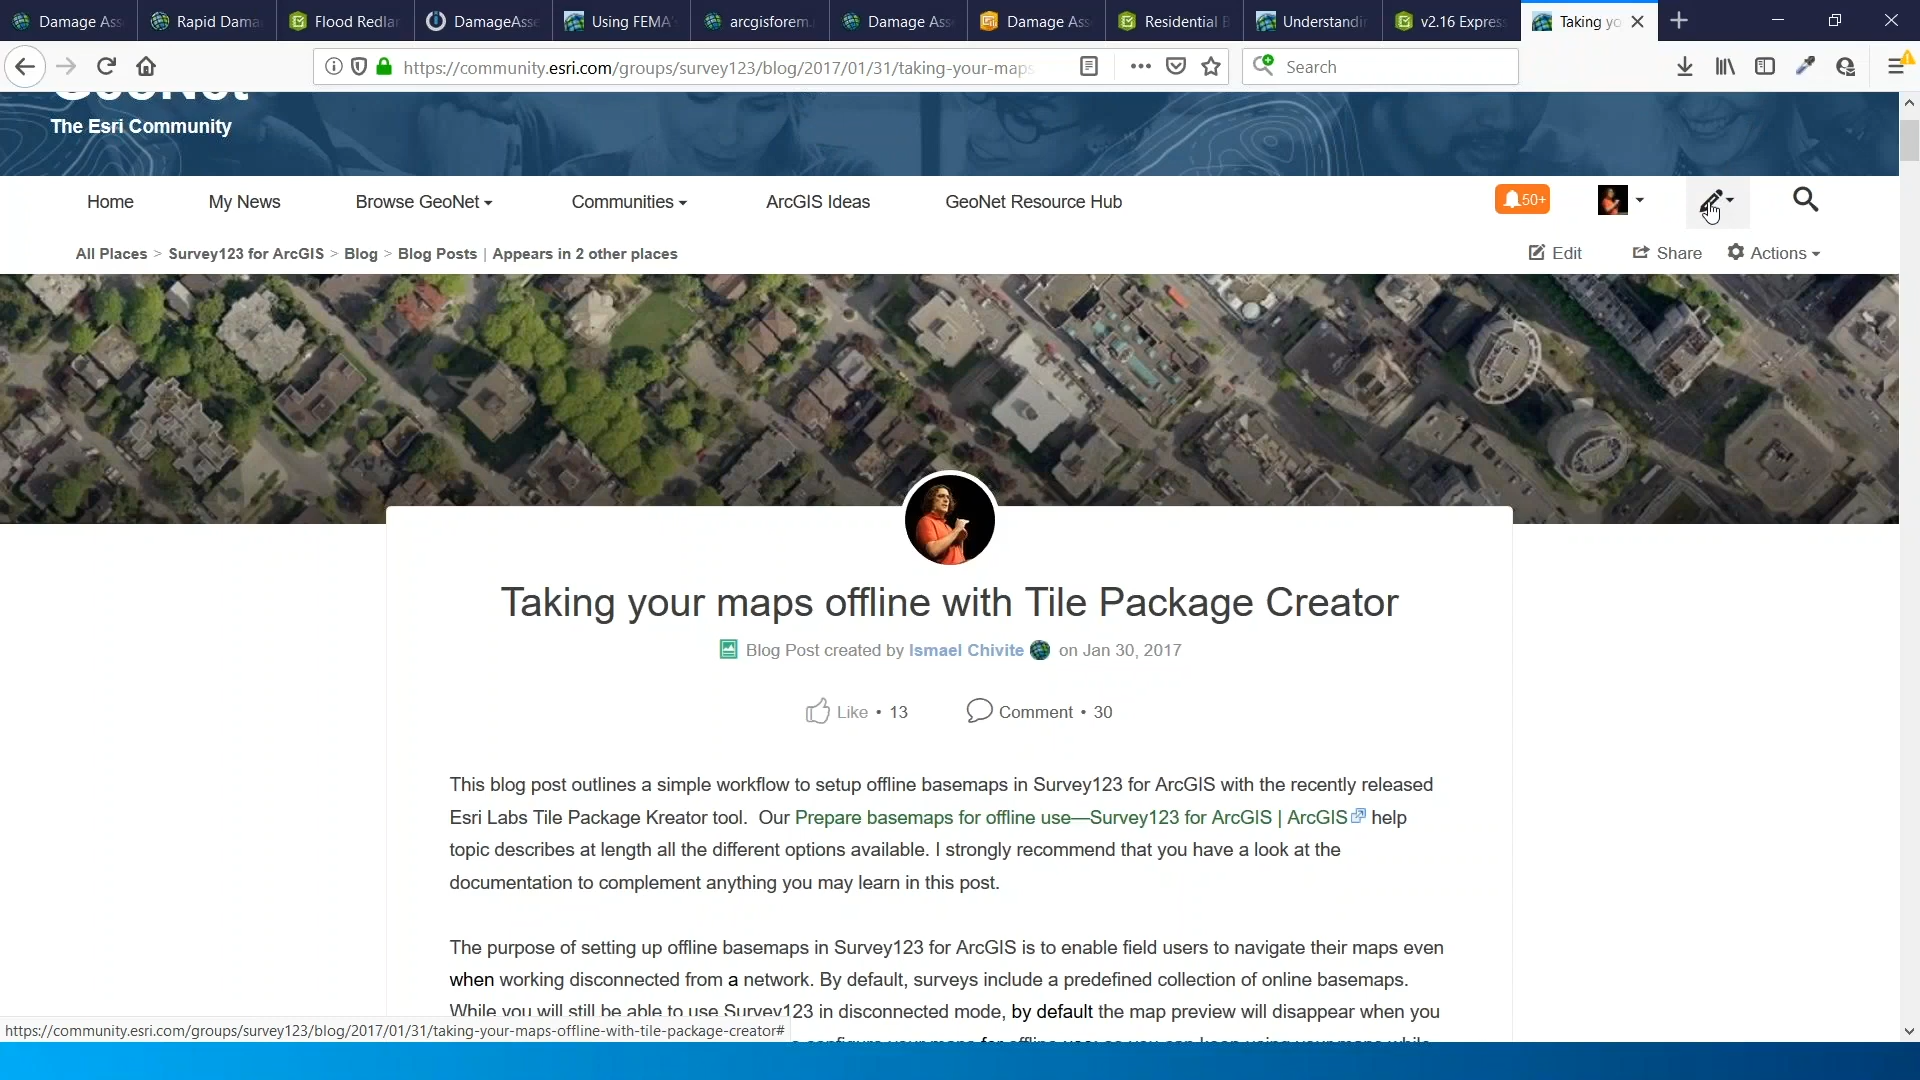 Damage As
Rapid Dama
Flood Redlar
DamageAsse
Using FEMA'
arcgisforem.
Damage Ass
Damage Ass
Residential B
Understandin
v2.16 Express
Taking yo
https://community.esri.com/groups/survey123/blog/2017/01/31/taking-your-maps
Search
GeoNet
The Esri Community
Home
My News
Browse GeoNet
Communities
ArcGIS Ideas
GeoNet Resource Hub
50+
All Places > Survey123 for ArcGIS > Blog > Blog Posts | Appears in 2 other places
Edit
Share
Actions
Taking your maps offline with Tile Package Creator
Blog Post created by Ismael Chivite on Jan 30, 2017
Like • 13
Comment • 30
This blog post outlines a simple workflow to setup offline basemaps in Survey123 for ArcGIS with the recently released
Esri Labs Tile Package Kreator tool. Our Prepare basemaps for offline use—Survey123 for ArcGIS | ArcGIS help
topic describes at length all the different options available. I strongly recommend that you have a look at the
documentation to complement anything you may learn in this post.
The purpose of setting up offline basemaps in Survey123 for ArcGIS is to enable field users to navigate their maps even
when working disconnected from a network. By default, surveys include a predefined collection of online basemaps.
While you will still be able to use Survey123 in disconnected mode, by default the map preview will disappear when you
https://community.esri.com/groups/survey123/blog/2017/01/31/taking-your-maps-offline-with-tile-package-creator#